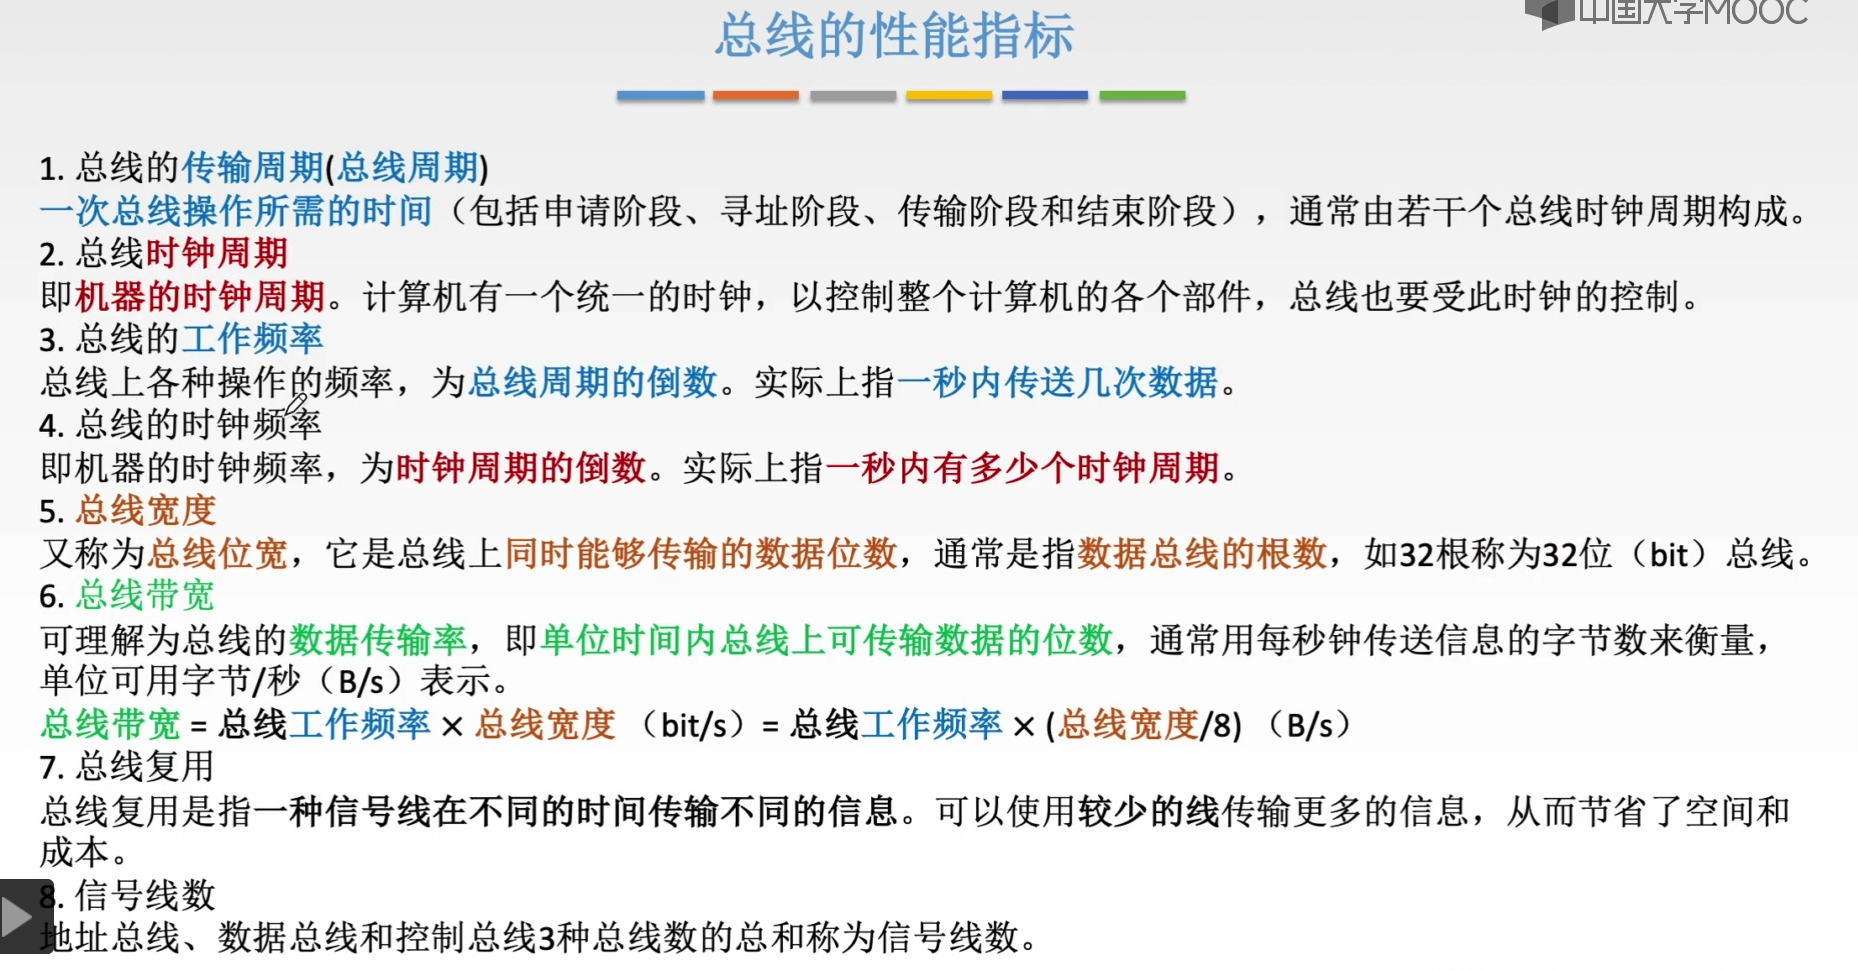 中国大学MOOC
总线的性能指标
1. 总线的传输周期(总线周期)
一次总线操作所需的时间（包括申请阶段、寻址阶段、传输阶段和结束阶段），通常由若干个总线时钟周期构成。
2. 总线时钟周期
即机器的时钟周期。计算机有一个统一的时钟，以控制整个计算机的各个部件，总线也要受此时钟的控制。
3. 总线的工作频率
总线上各种操作的频率，为总线周期的倒数。实际上指一秒内传送几次数据。
4. 总线的时钟频率
即机器的时钟频率，为时钟周期的倒数。实际上指一秒内有多少个时钟周期。
5. 总线宽度
又称为总线位宽，它是总线上同时能够传输的数据位数，通常是指数据总线的根数，如32根称为32位（bit）总线。
6. 总线带宽
可理解为总线的数据传输率，即单位时间内总线上可传输数据的位数，通常用每秒钟传送信息的字节数来衡量，
单位可用字节/秒（B/s）表示。
总线带宽 = 总线工作频率 × 总线宽度 （bit/s）= 总线工作频率 × (总线宽度/8) （B/s）
7. 总线复用
总线复用是指一种信号线在不同的时间传输不同的信息。可以使用较少的线传输更多的信息，从而节省了空间和
成本。
8. 信号线数
地址总线、数据总线和控制总线3种总线数的总和称为信号线数。